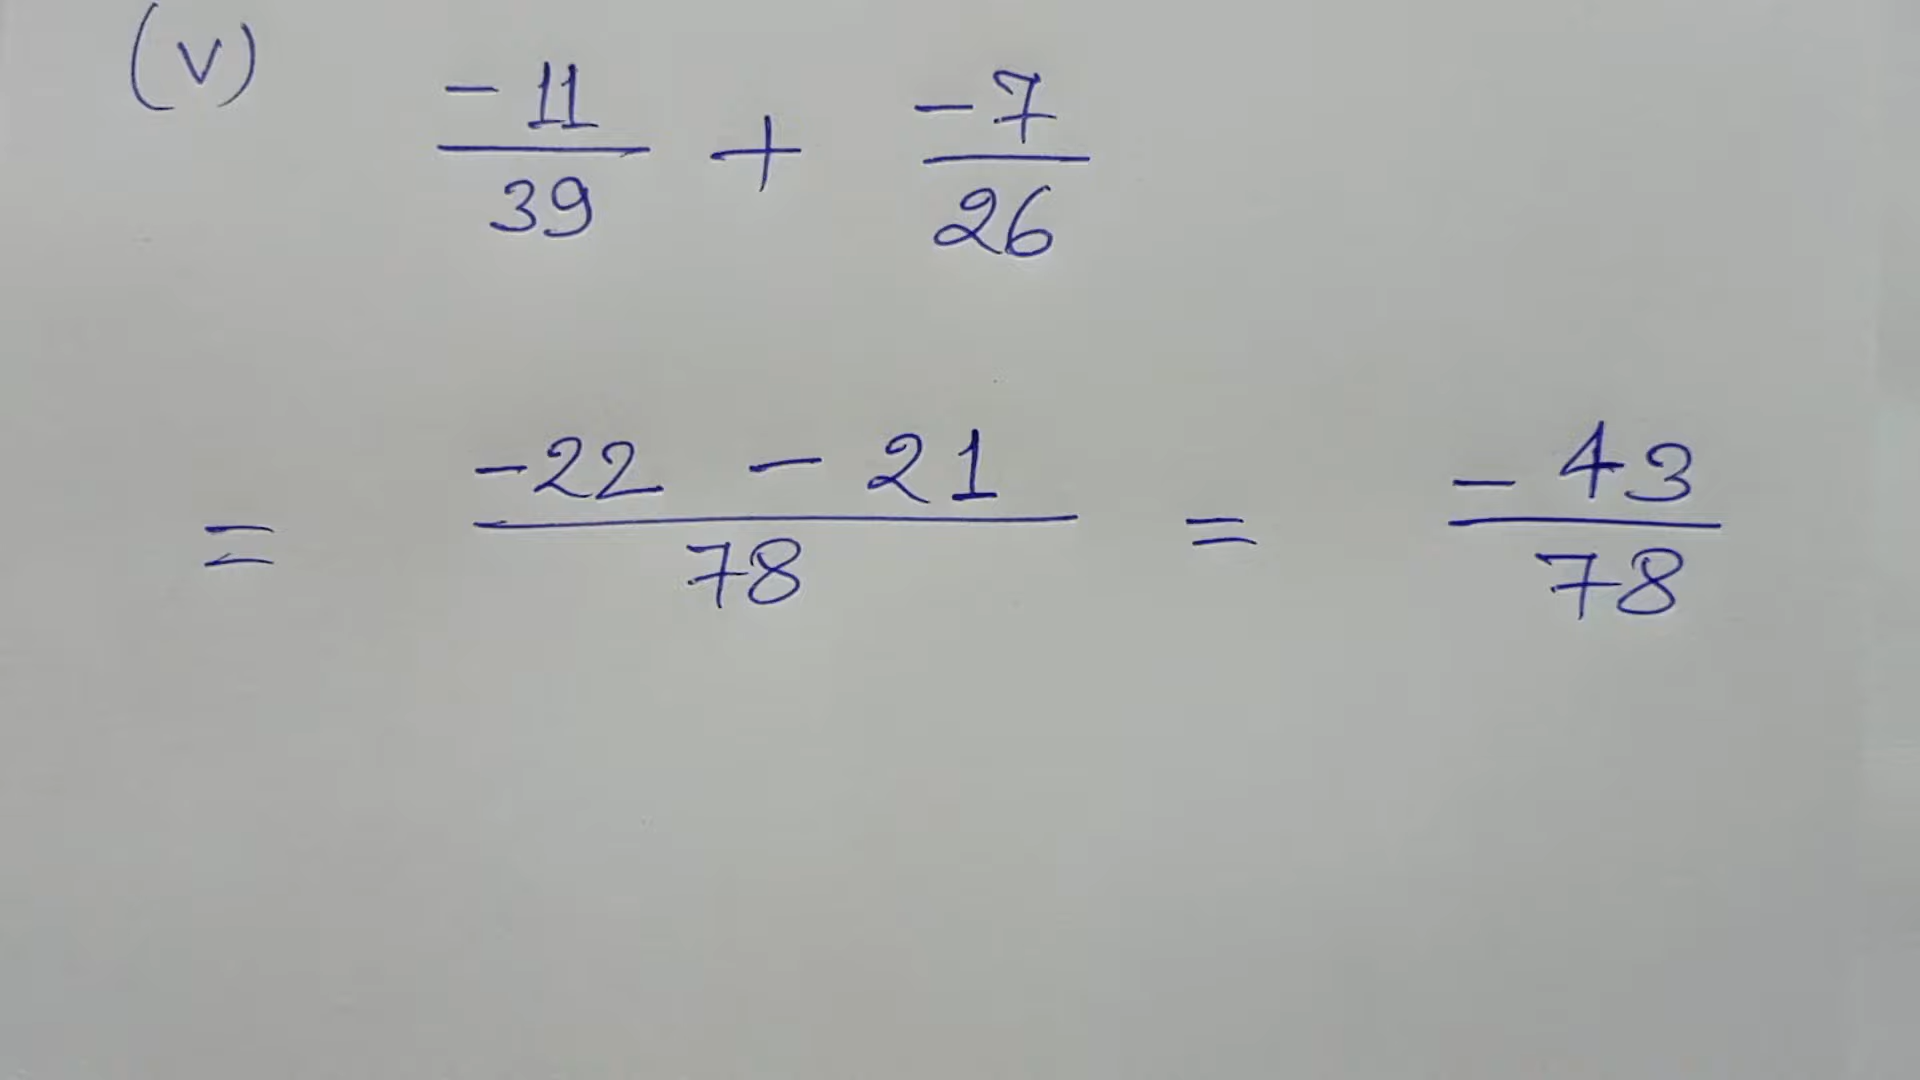 (v) -11/39 + -7/26
= -22 - 21/78 = -43/78